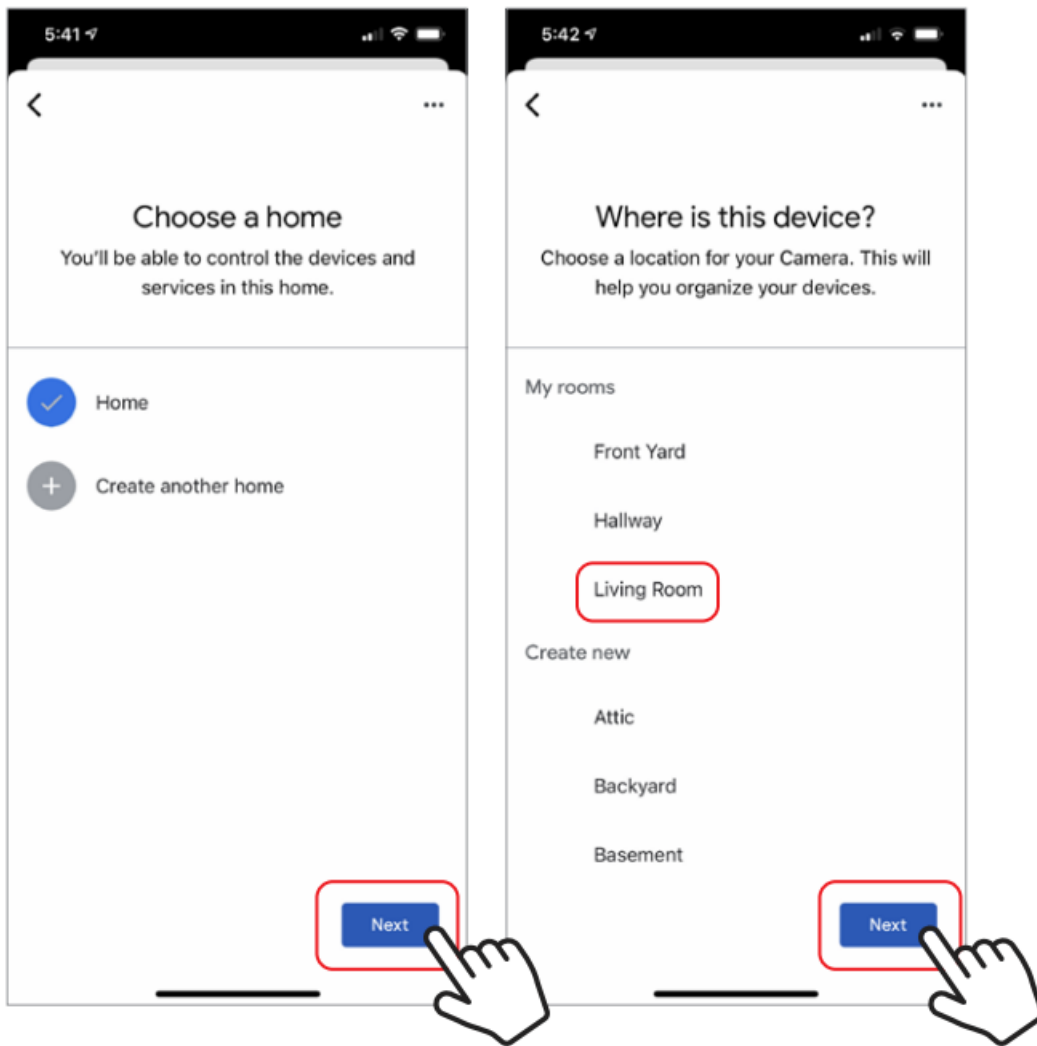 5:41
Choose a home
You'll be able to control the devices and
services in this home.
Home
Create another home
Next
5:42
Where is this device?
Choose a location for your Camera. This will
help you organize your devices.
My rooms
Front Yard
Hallway
Living Room
Create new
Attic
Backyard
Basement
Next